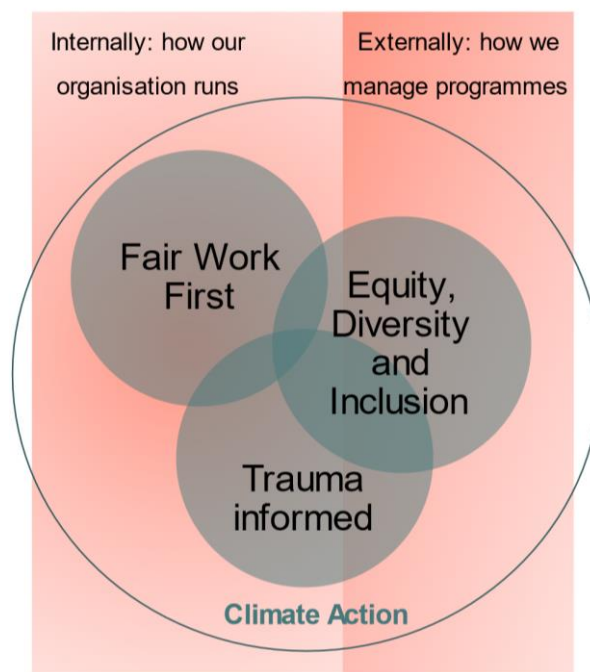 Internally: how our
organisation runs
Externally: how we
manage programmes
Fair Work
First
Equity,
Diversity
and
Inclusion
Trauma
informed
Climate Action